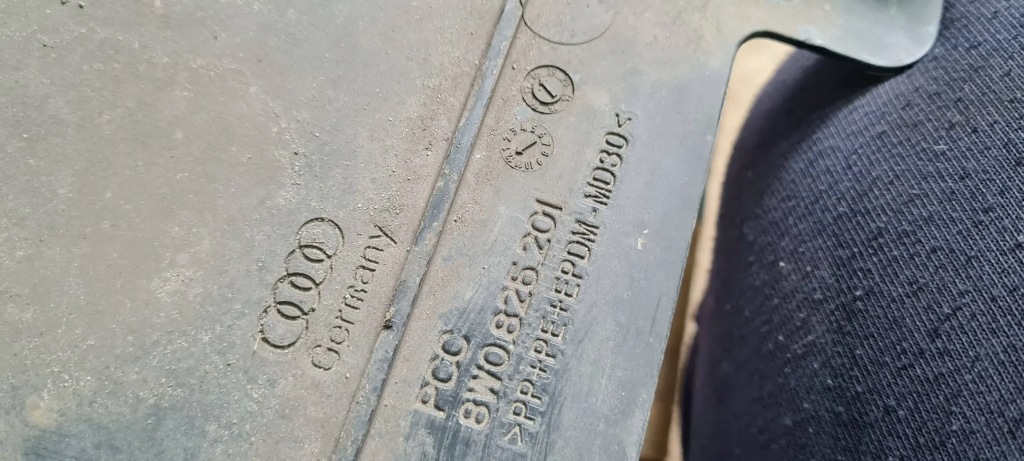 Germany
PCC
8W0.825.201
>PP+PE+EPDM-MD30<